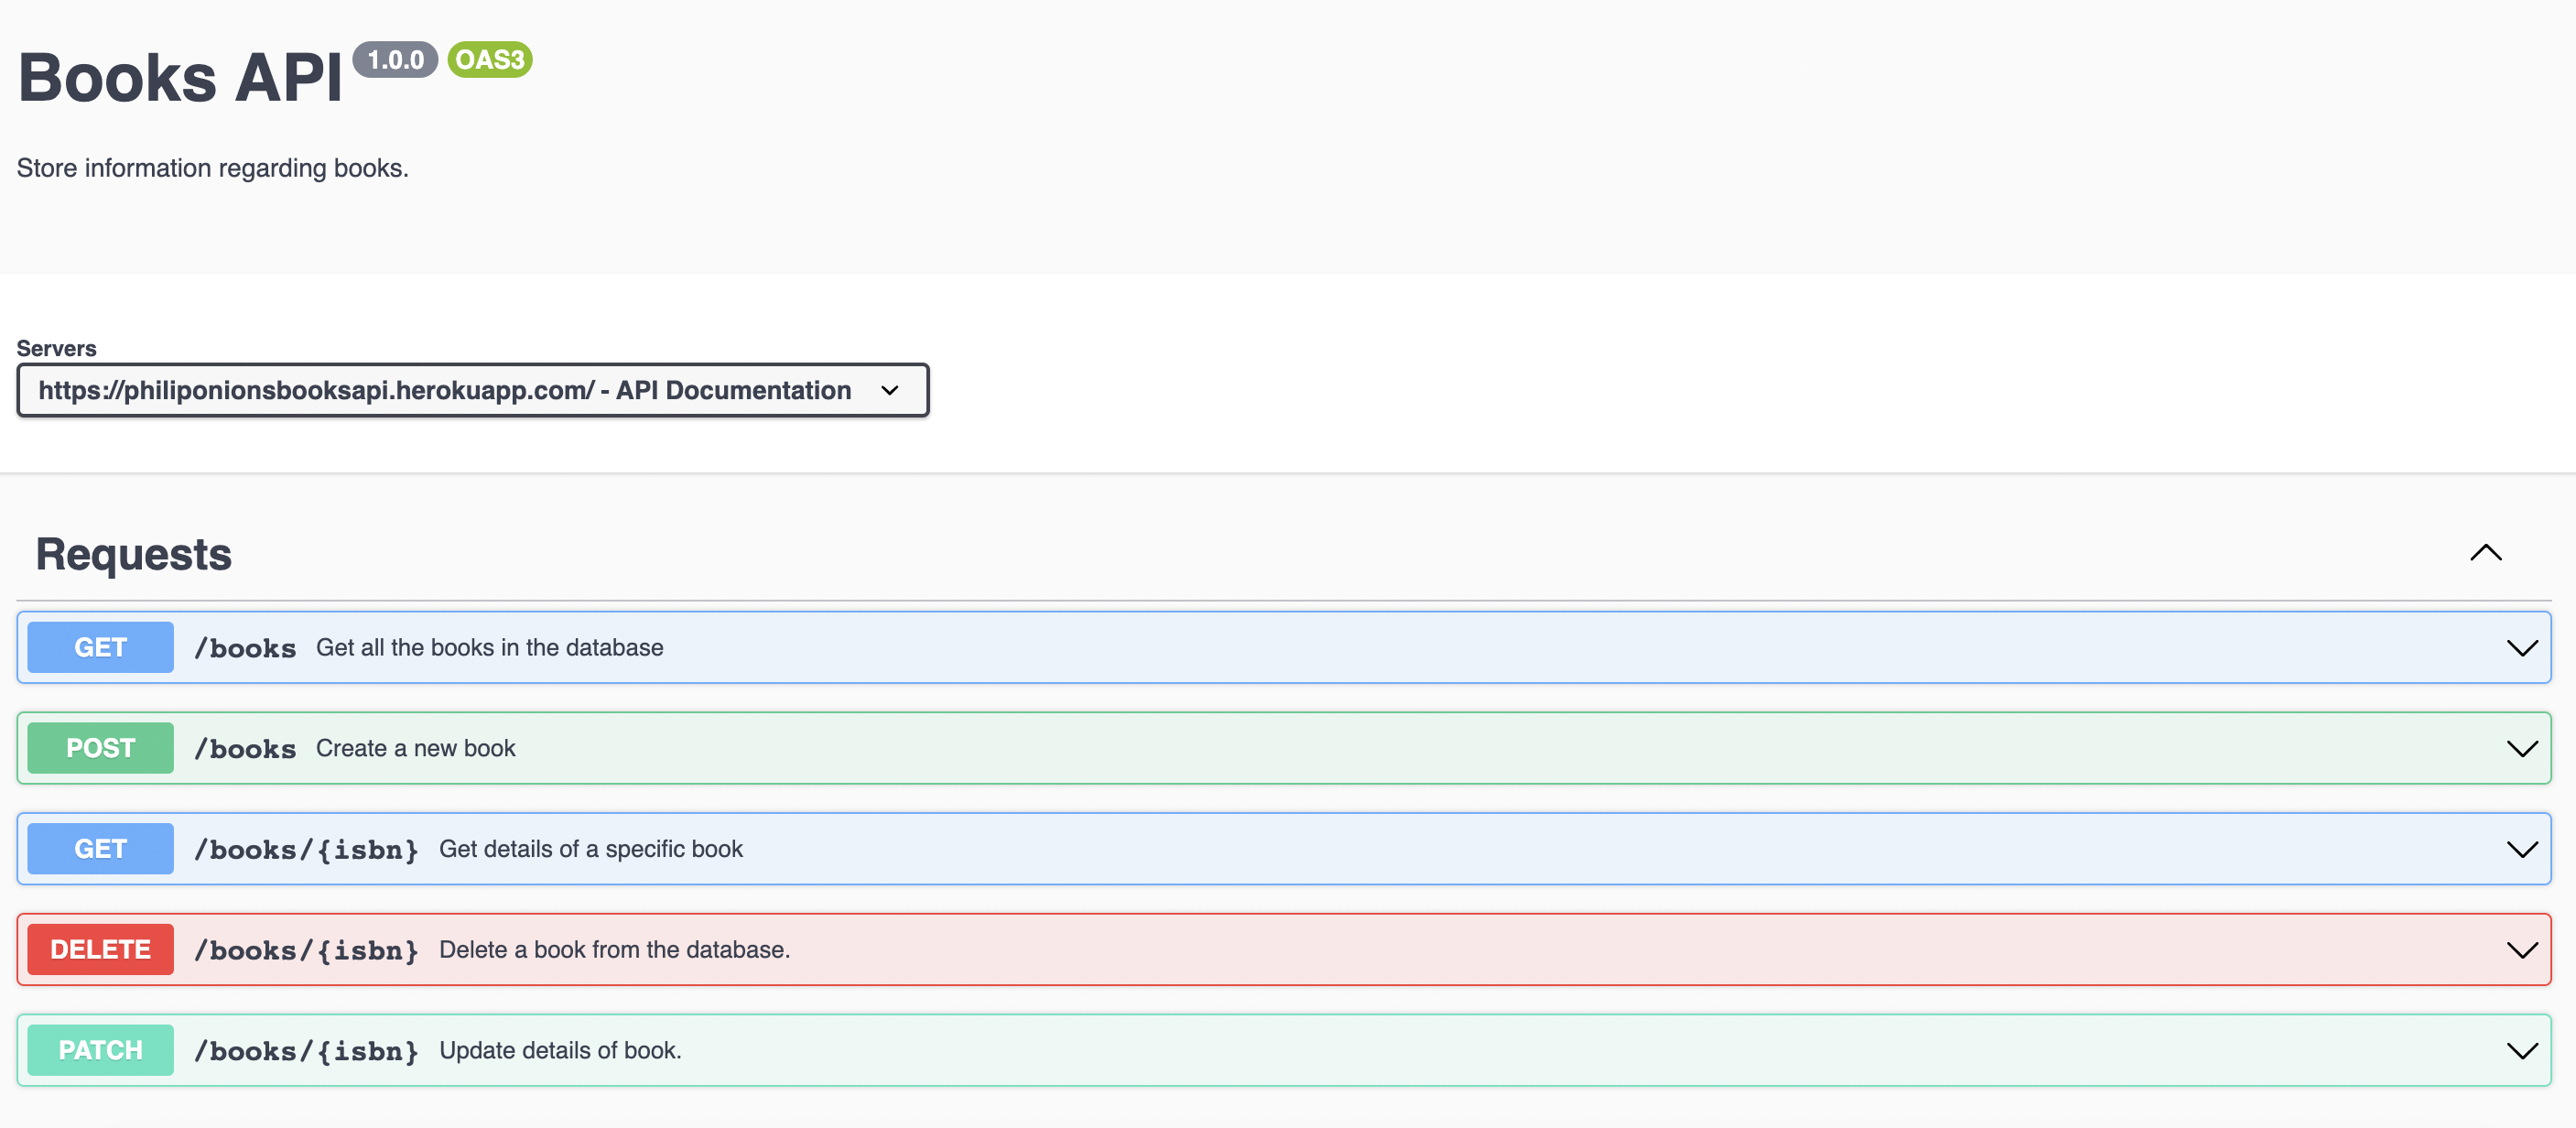 Books API 1.0.0 OAS3
Store information regarding books.
Servers
https://philiponionsbooksapi.herokuapp.com/ - API Documentation
Requests
GET /books Get all the books in the database
POST /books Create a new book
GET /books/{isbn} Get details of a specific book
DELETE /books/{isbn} Delete a book from the database.
PATCH /books/{isbn} Update details of book.